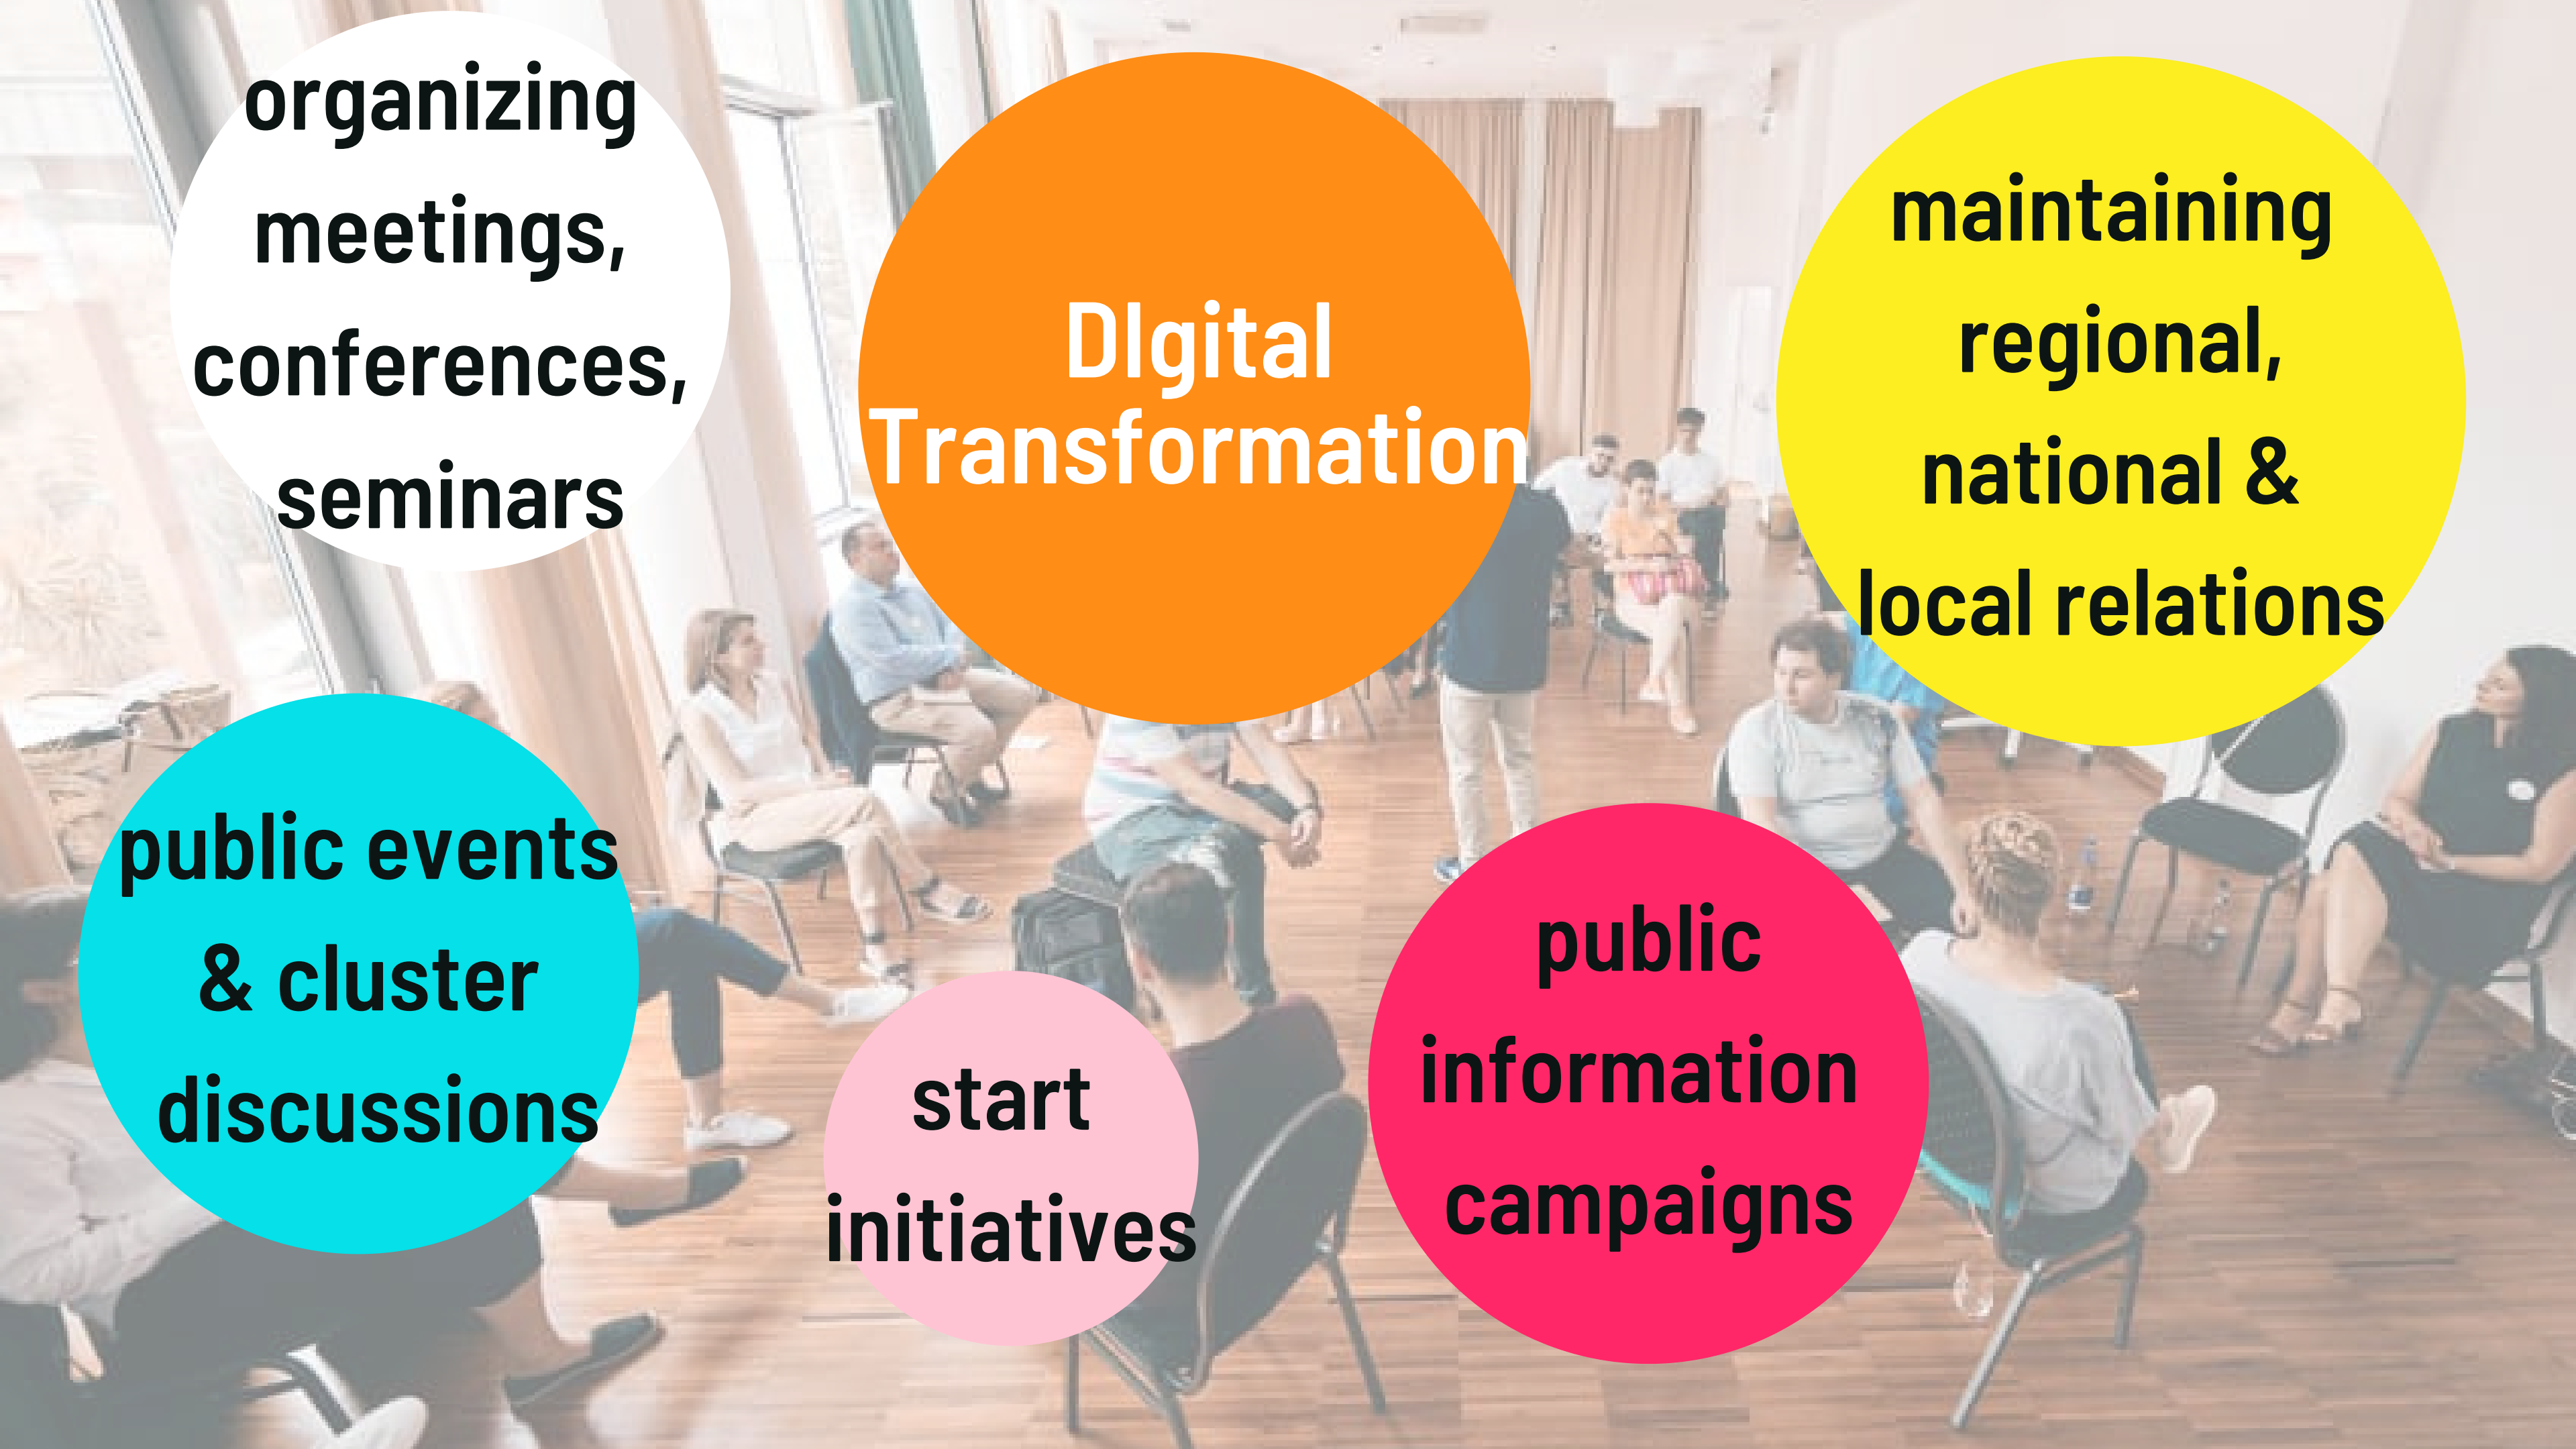 organizing
meetings,
conferences,
seminars
DIgital
Transformation
maintaining
regional,
national &
local relations
public events
& cluster
discussions
start
initiatives
public
information
campaigns